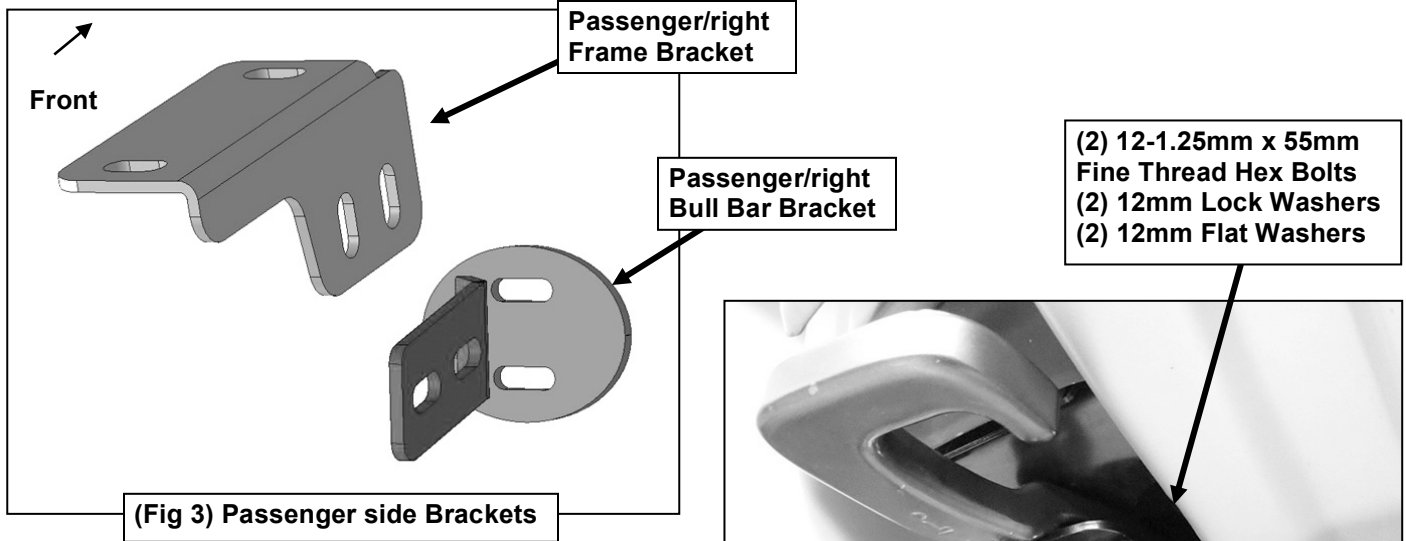 Passenger/right
Frame Bracket
Front
Passenger/right
Bull Bar Bracket
(2) 12-1.25mm x 55mm
Fine Thread Hex Bolts
(2) 12mm Lock Washers
(2) 12mm Flat Washers
(Fig 3) Passenger side Brackets